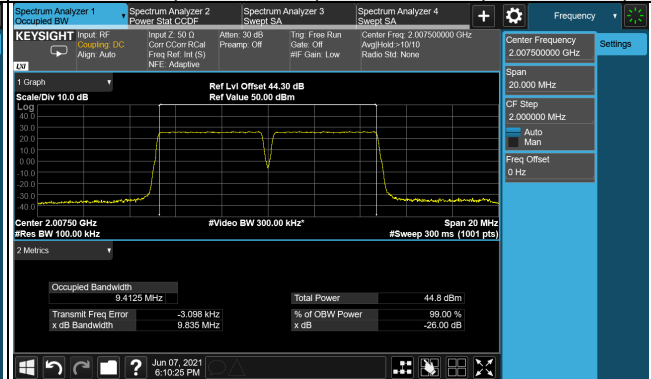 Spectrum Analyzer 1
Occupied BW
Spectrum Analyzer 2
Power Stat CCDF
Spectrum Analyzer 3
Swept SA
Spectrum Analyzer 4
Swept SA
+
Frequency
KEYSIGHT
Input: RF
Coupling: DC
Align: Auto
Input Z: 50 Ω
Corr CCorr RCal
Freq Ref: Int (S)
NFE: Adaptive
Atten: 30 dB
Preamp: Off
Trig: Free Run
Gate: Off
#IF Gain: Low
Center Freq: 2.007500000 GHz
Avg|Hold:>10/10
Radio Std: None
LXI
Center Frequency
2.007500000 GHz
Settings
Span
20.000 MHz
CF Step
2.000000 MHz
Auto
Man
Freq Offset
0 Hz
1 Graph
Scale/Div 10.0 dB
Ref Lvl Offset 44.30 dB
Ref Value 50.00 dBm
Log
40.0
30.0
20.0
10.0
0.00
-10.0
-20.0
-30.0
-40.0
Center 2.00750 GHz
#Res BW 100.00 kHz
#Video BW 300.00 kHz*
Span 20 MHz
#Sweep 300 ms (1001 pts)
2 Metrics
Occupied Bandwidth
9.4125 MHz
Total Power 44.8 dBm
Transmit Freq Error -3.098 kHz
% of OBW Power 99.00 %
x dB Bandwidth 9.835 MHz
x dB -26.00 dB
?
Jun 07, 2021
6:10:25 PM